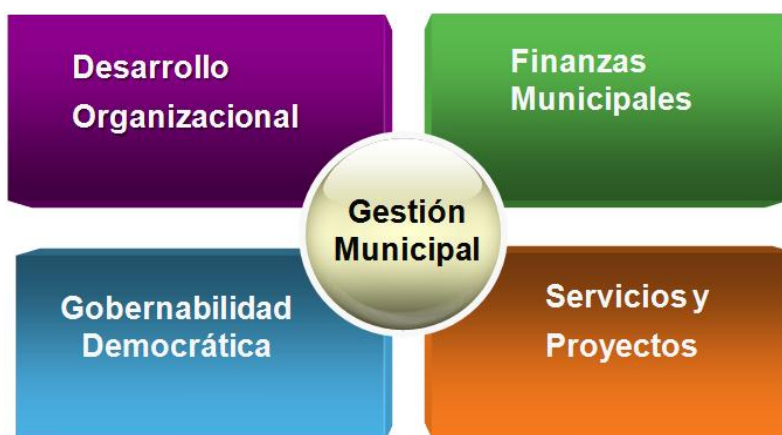 Desarrollo
Organizacional
Finanzas
Municipales
Gestión
Municipal
Gobernabilidad
Democrática
Servicios y
Proyectos